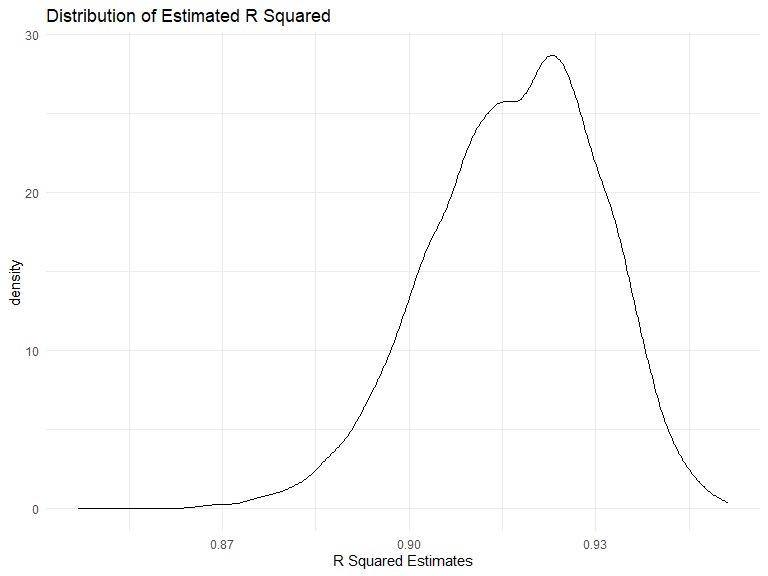 Distribution of Estimated R Squared
30
20
10
0
density
0.87 0.90 0.93
R Squared Estimates